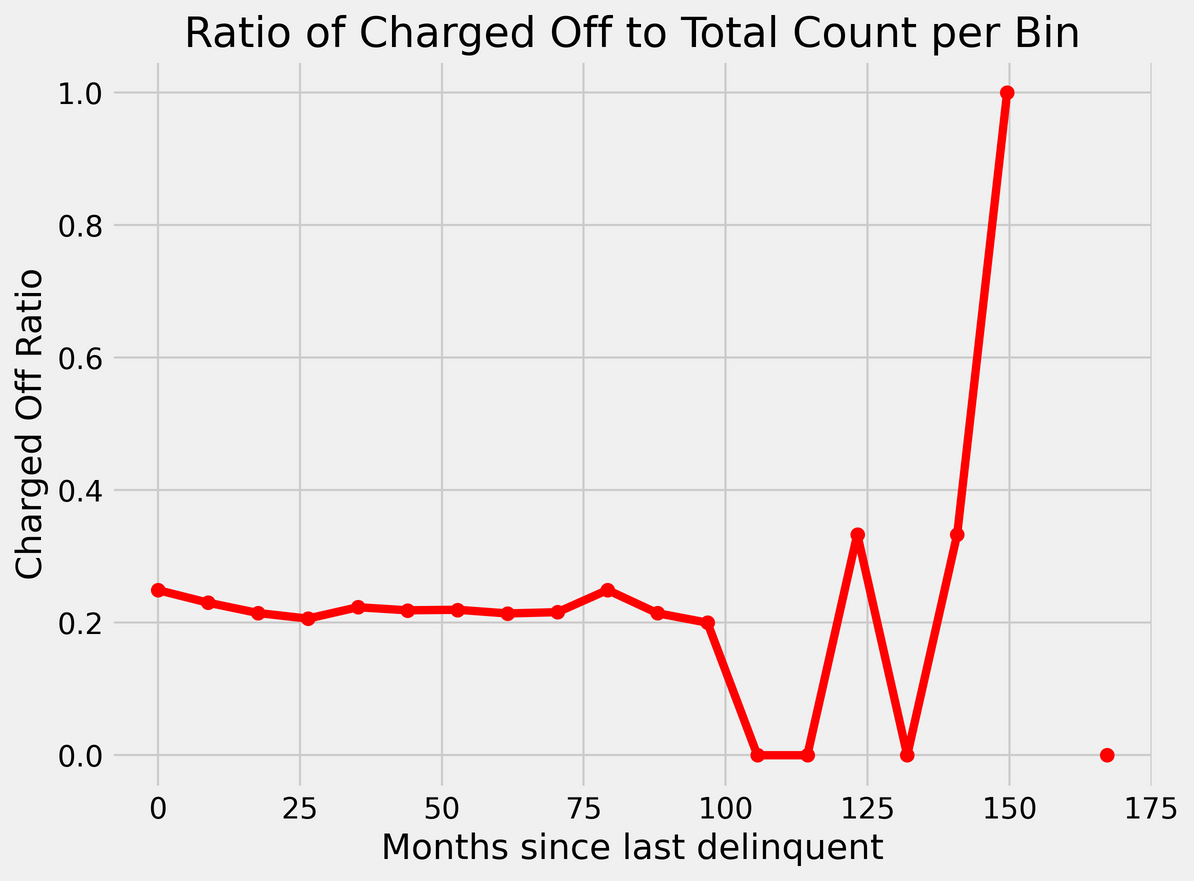 Ratio of Charged Off to Total Count per Bin
Charged Off Ratio
1.0
0.8
0.6
0.4
0.2
0.0
0 25 50 75 100 125 150 175
Months since last delinquent